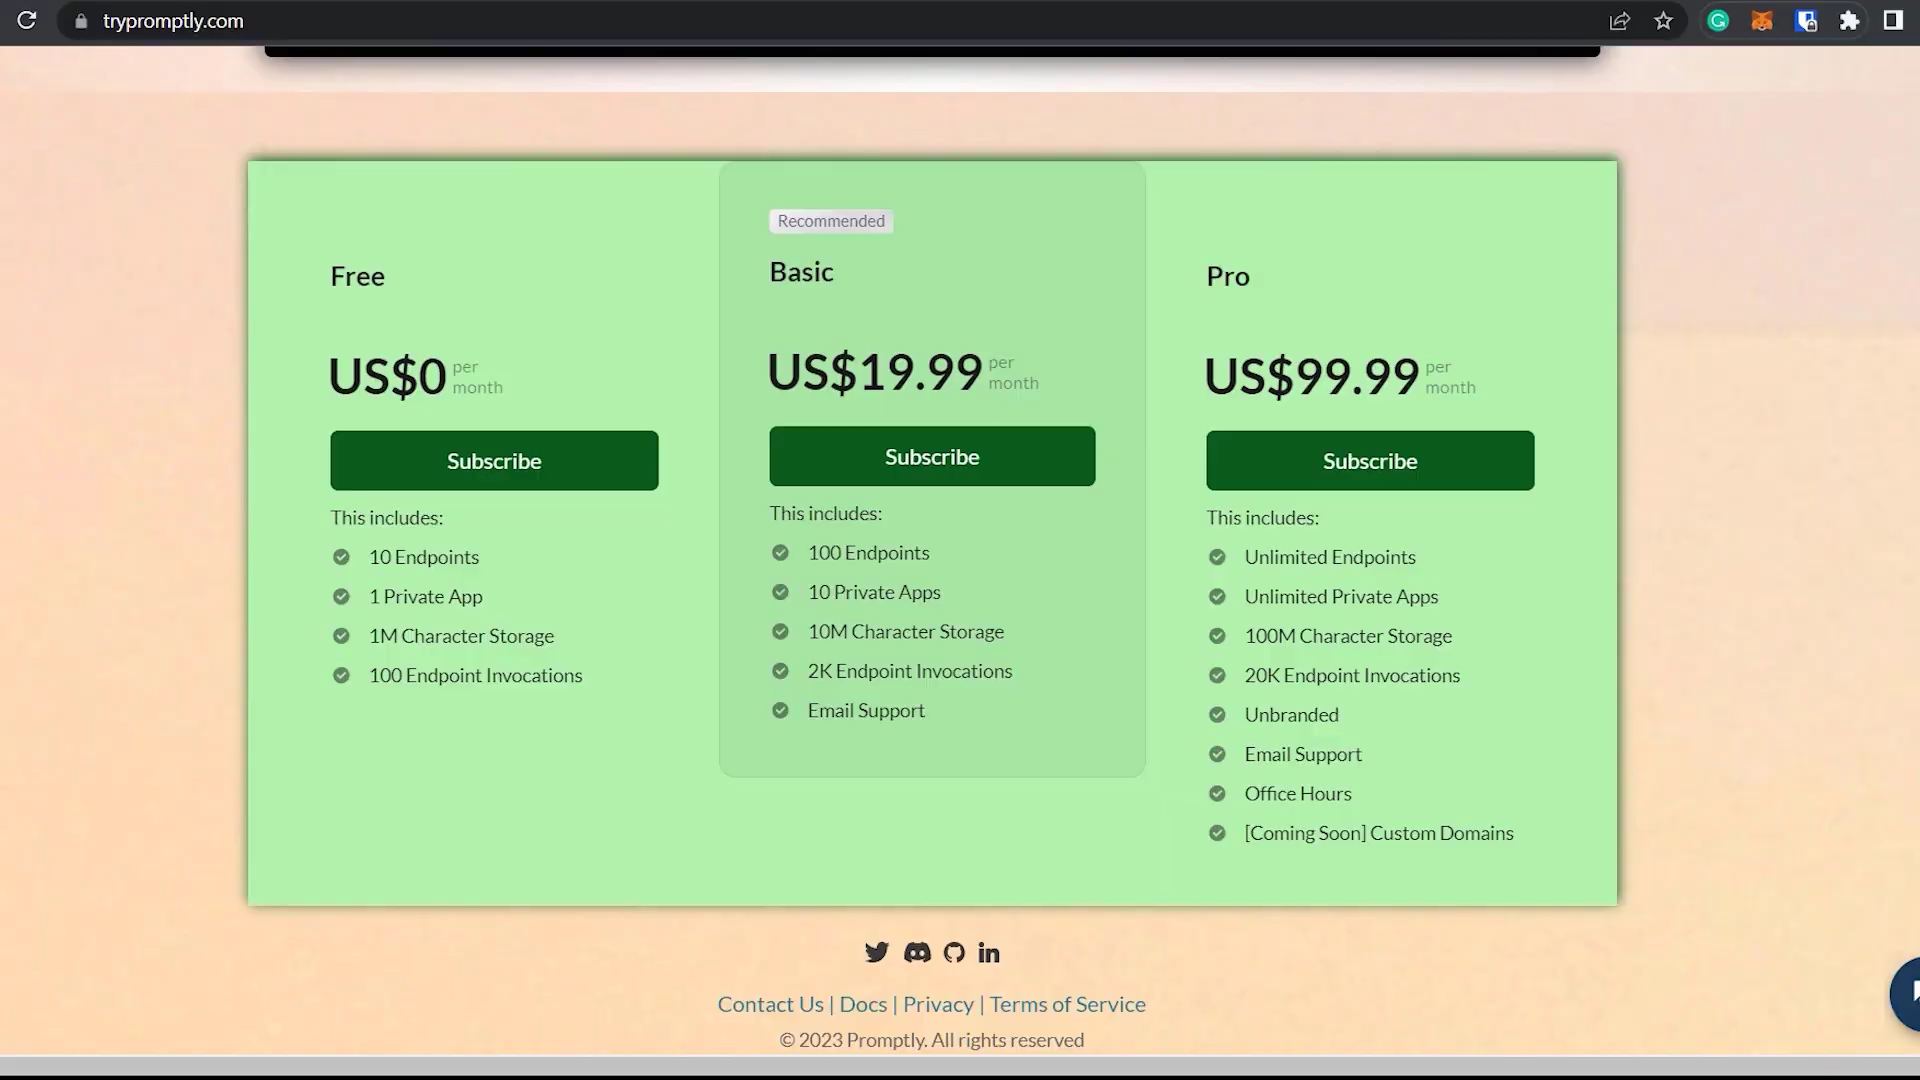 trypromptly.com
Free
US$0 per month
Subscribe
This includes:
10 Endpoints
1 Private App
1M Character Storage
100 Endpoint Invocations
Recommended
Basic
US$19.99 per month
Subscribe
This includes:
100 Endpoints
10 Private Apps
10M Character Storage
2K Endpoint Invocations
Email Support
Pro
US$99.99 per month
Subscribe
This includes:
Unlimited Endpoints
Unlimited Private Apps
100M Character Storage
20K Endpoint Invocations
Unbranded
Email Support
Office Hours
[Coming Soon] Custom Domains
Contact Us | Docs | Privacy | Terms of Service
© 2023 Promptly. All rights reserved